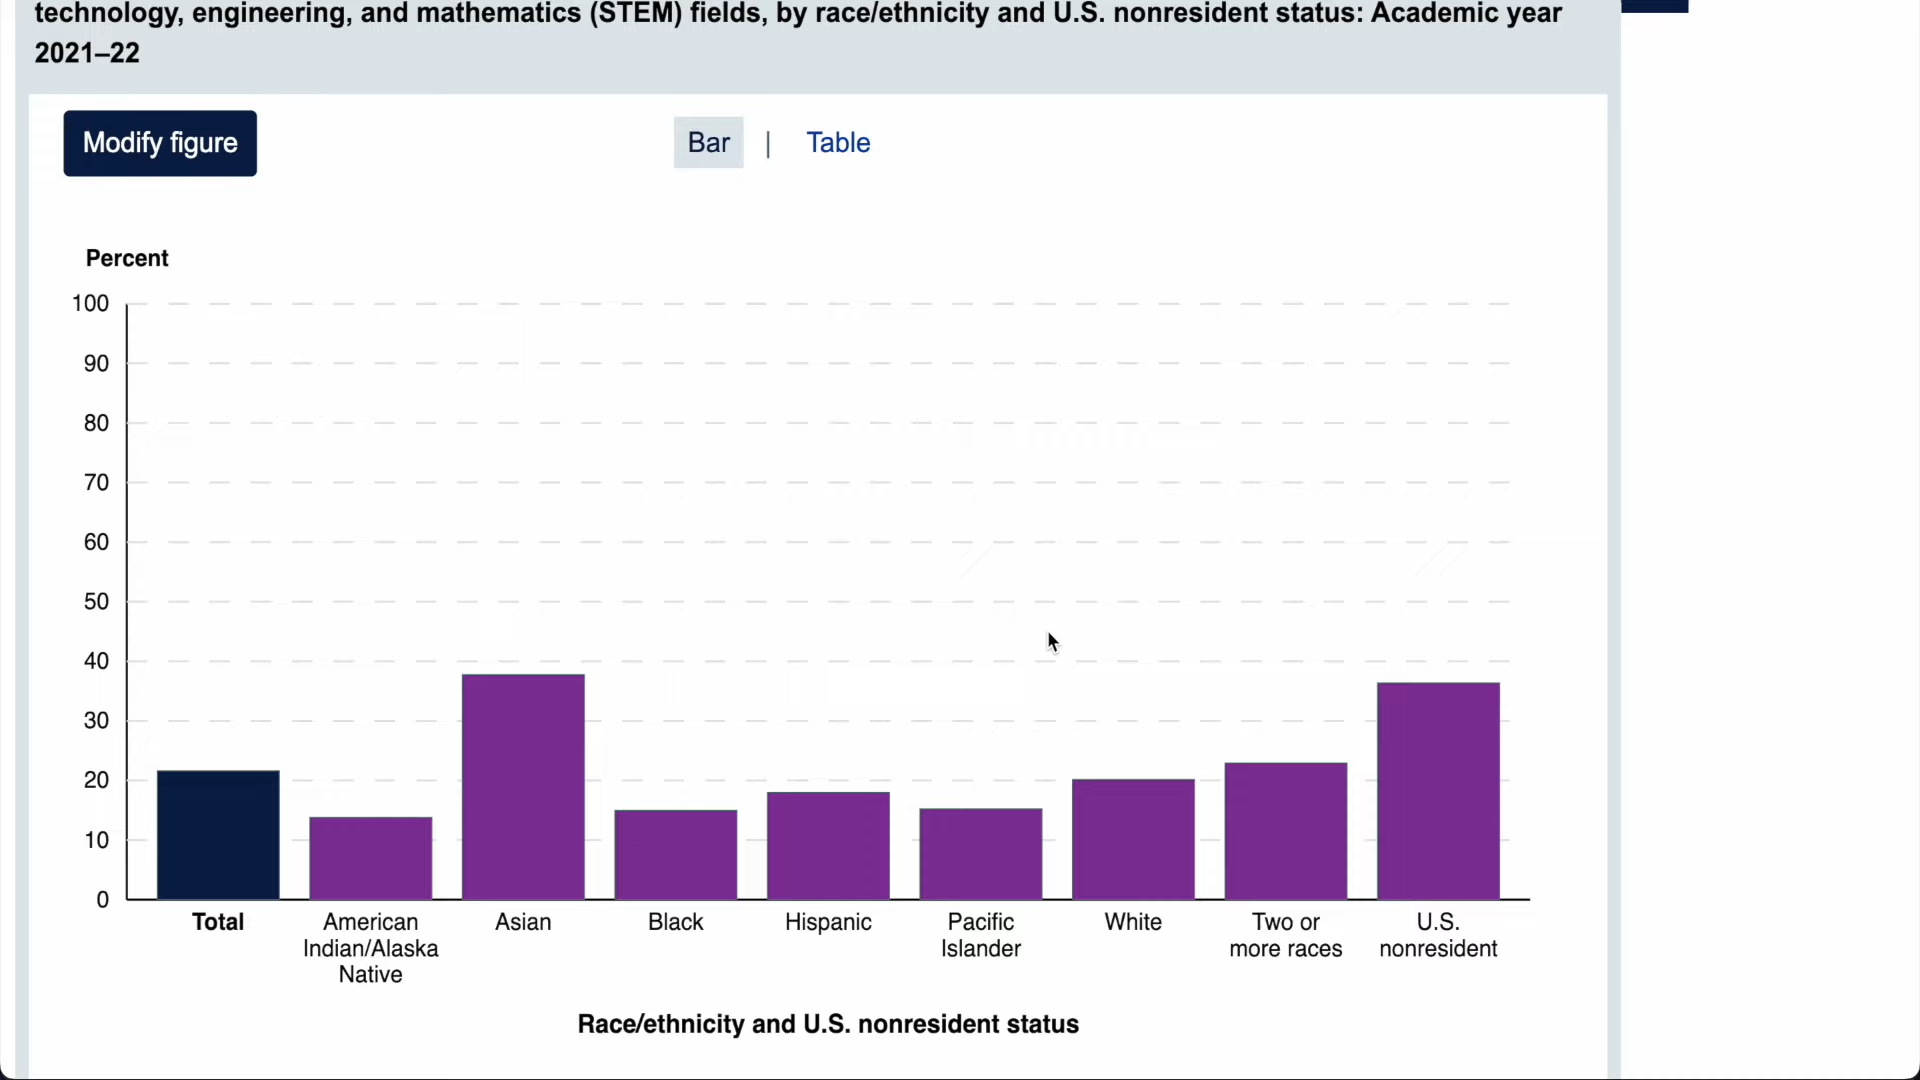 technology, engineering, and mathematics (STEM) fields, by race/ethnicity and U.S. nonresident status: Academic year
2021–22
Modify figure
Bar | Table
Percent
100
90
80
70
60
50
40
30
20
10
0
Total
American
Indian/Alaska
Native
Asian
Black
Hispanic
Pacific
Islander
White
Two or
more races
U.S.
nonresident
Race/ethnicity and U.S. nonresident status